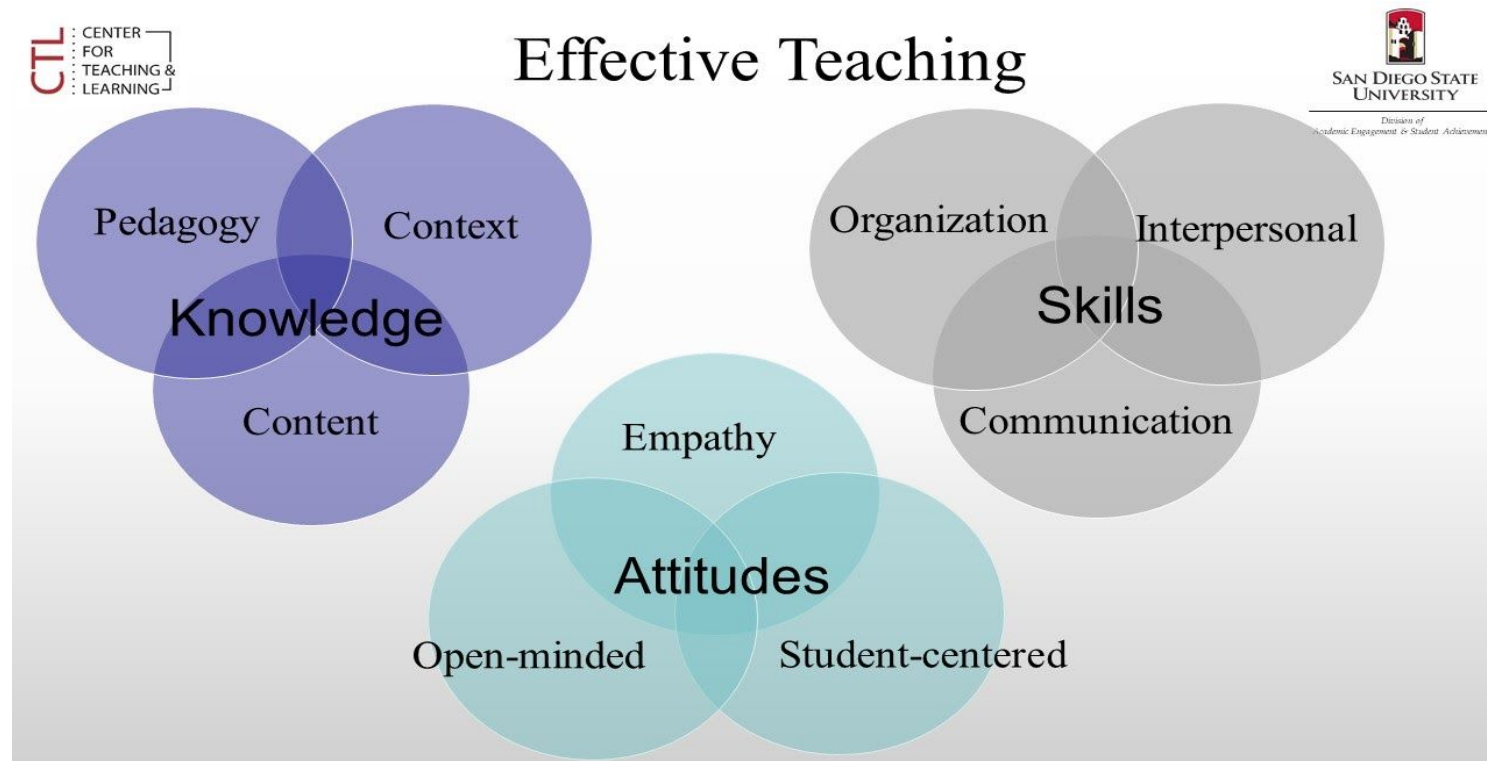 CTL
CENTER
FOR
TEACHING &
LEARNING
Effective Teaching
SAN DIEGO STATE
UNIVERSITY
Division of
Academic Engagement & Student Achievement
Pedagogy
Context
Knowledge
Content
Organization
Interpersonal
Skills
Communication
Empathy
Attitudes
Open-minded
Student-centered